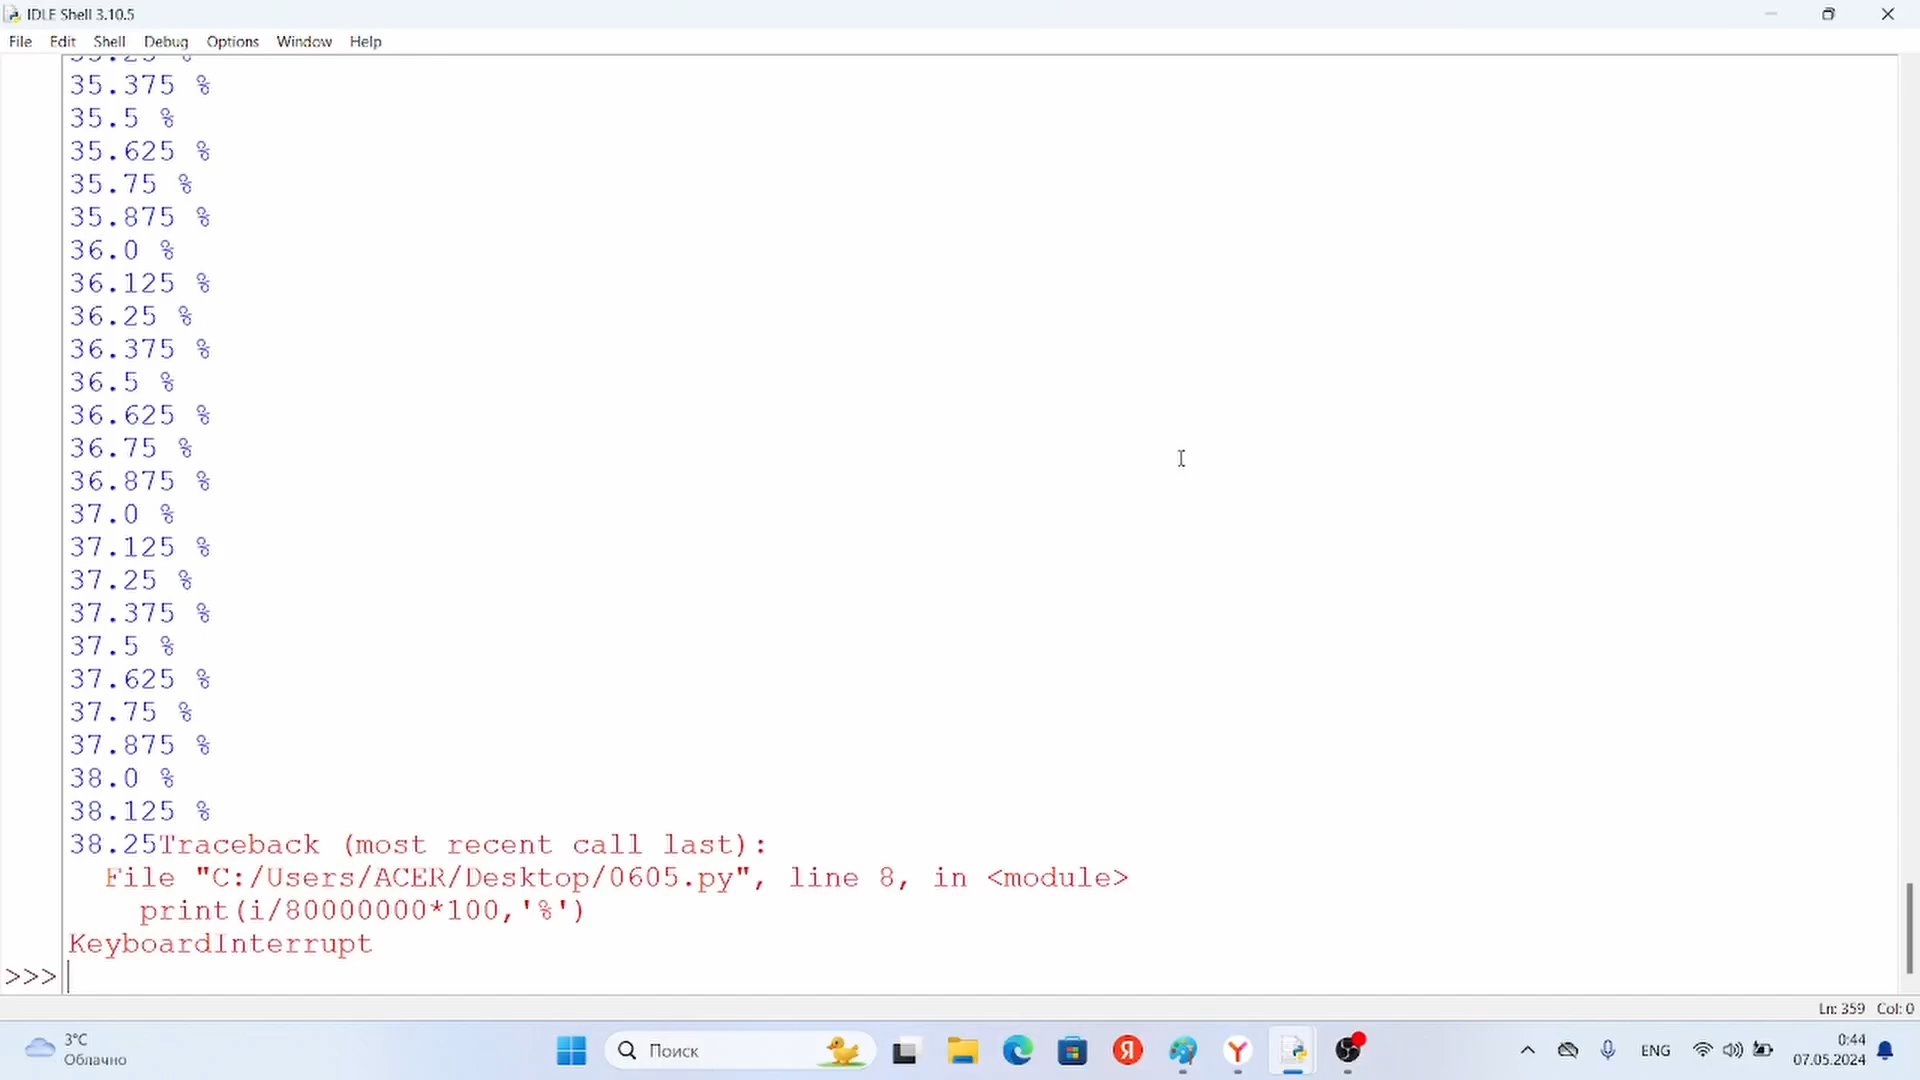 IDLE Shell 3.10.5
File Edit Shell Debug Options Window Help
35.25 %
35.375 %
35.5 %
35.625 %
35.75 %
35.875 %
36.0 %
36.125 %
36.25 %
36.375 %
36.5 %
36.625 %
36.75 %
36.875 %
37.0 %
37.125 %
37.25 %
37.375 %
37.5 %
37.625 %
37.75 %
37.875 %
38.0 %
38.125 %
38.25Traceback (most recent call last):
  File "C:/Users/ACER/Desktop/0605.py", line 8, in <module>
    print(i/80000000*100,'%')
KeyboardInterrupt
>>>
Ln: 359 Col: 0
3°C
Облачно
Поиск
Я
Y
ENG
0:44
07.05.2024